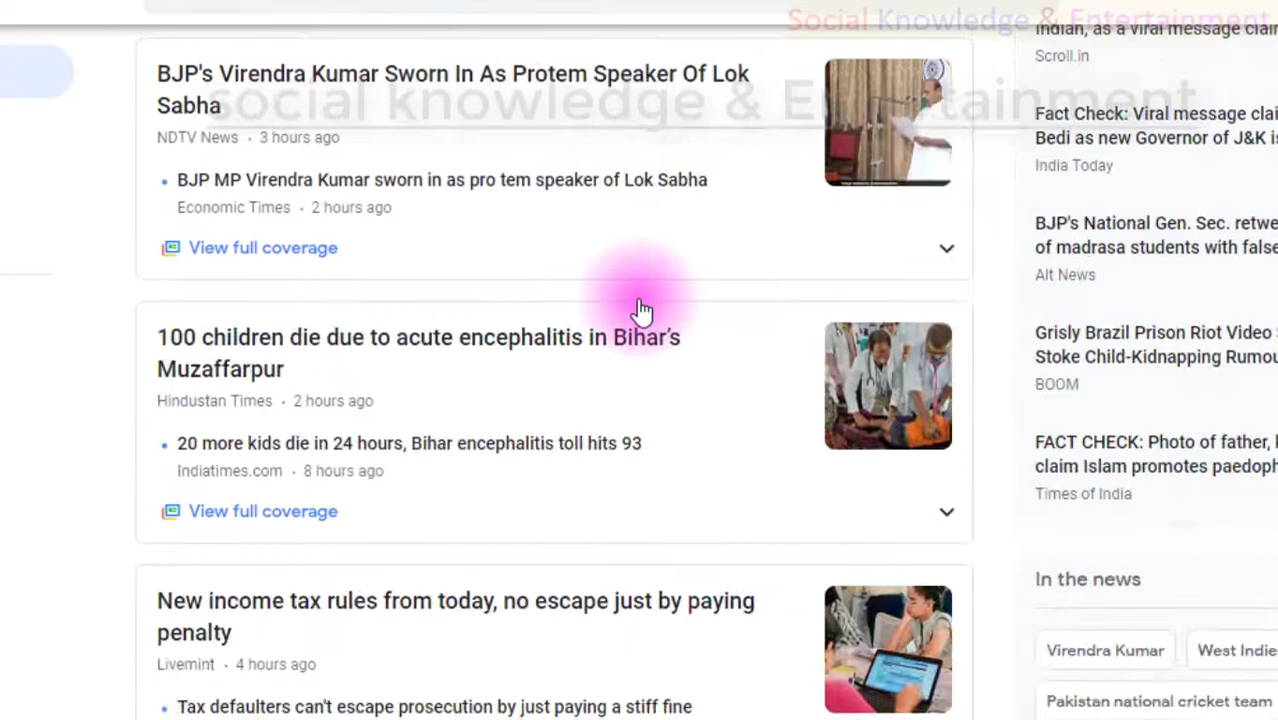 Social Knowledge & Entertainment
social knowledge & Entertainment
BJP's Virendra Kumar Sworn In As Protem Speaker Of Lok
Sabha
NDTV News · 3 hours ago
• BJP MP Virendra Kumar sworn in as pro tem speaker of Lok Sabha
Economic Times · 2 hours ago
View full coverage
100 children die due to acute encephalitis in Bihar's
Muzaffarpur
Hindustan Times · 2 hours ago
• 20 more kids die in 24 hours, Bihar encephalitis toll hits 93
Indiatimes.com · 8 hours ago
View full coverage
New income tax rules from today, no escape just by paying
penalty
Livemint · 4 hours ago
• Tax defaulters can't escape prosecution by just paying a stiff fine
Indian, as a viral message clai
Scroll.in
Fact Check: Viral message clai
Bedi as new Governor of J&K i
India Today
BJP's National Gen. Sec. retwe
of madrasa students with false
Alt News
Grisly Brazil Prison Riot Video
Stoke Child-Kidnapping Rumou
BOOM
FACT CHECK: Photo of father,
claim Islam promotes paedoph
Times of India
In the news
Virendra Kumar
West Indie
Pakistan national cricket team